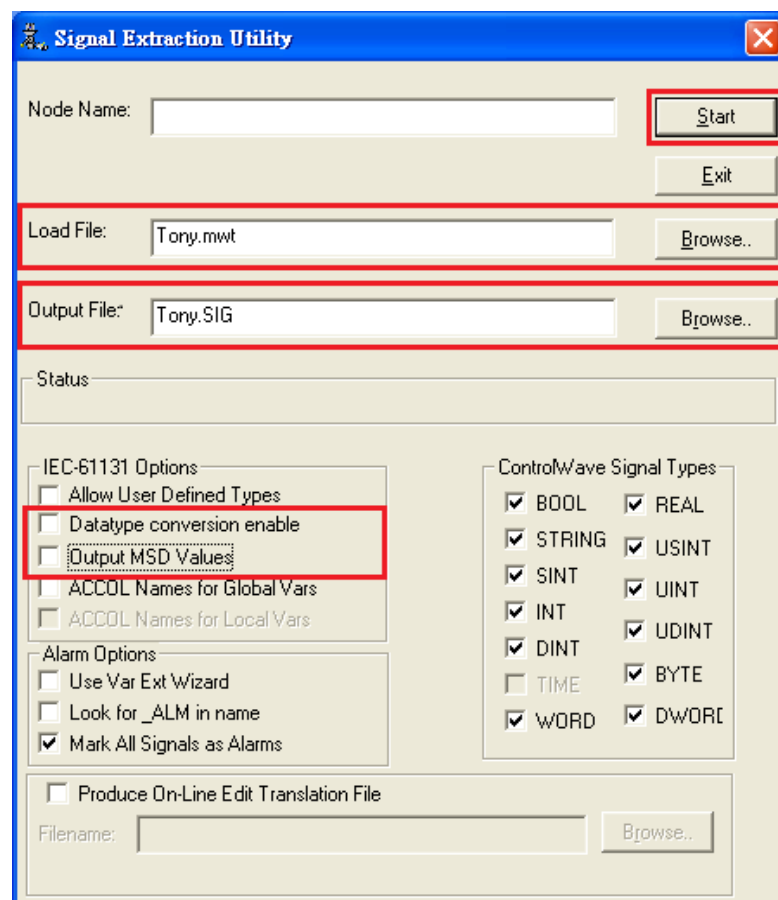 Signal Extraction Utility
Node Name:
Start
Exit
Load File:
Tony.mwt
Browse..
Output File:
Tony.SIG
Browse..
Status
IEC-61131 Options
Allow User Defined Types
Datatype conversion enable
Output MSD Values
ACCOL Names for Global Vars
ACCOL Names for Local Vars
Alarm Options
Use Var Ext Wizard
Look for _ALM in name
Mark All Signals as Alarms
ControlWave Signal Types
BOOL
REAL
STRING
USINT
SINT
UINT
INT
UDINT
DINT
BYTE
TIME
DWORD
WORD
Produce On-Line Edit Translation File
Filename:
Browse..